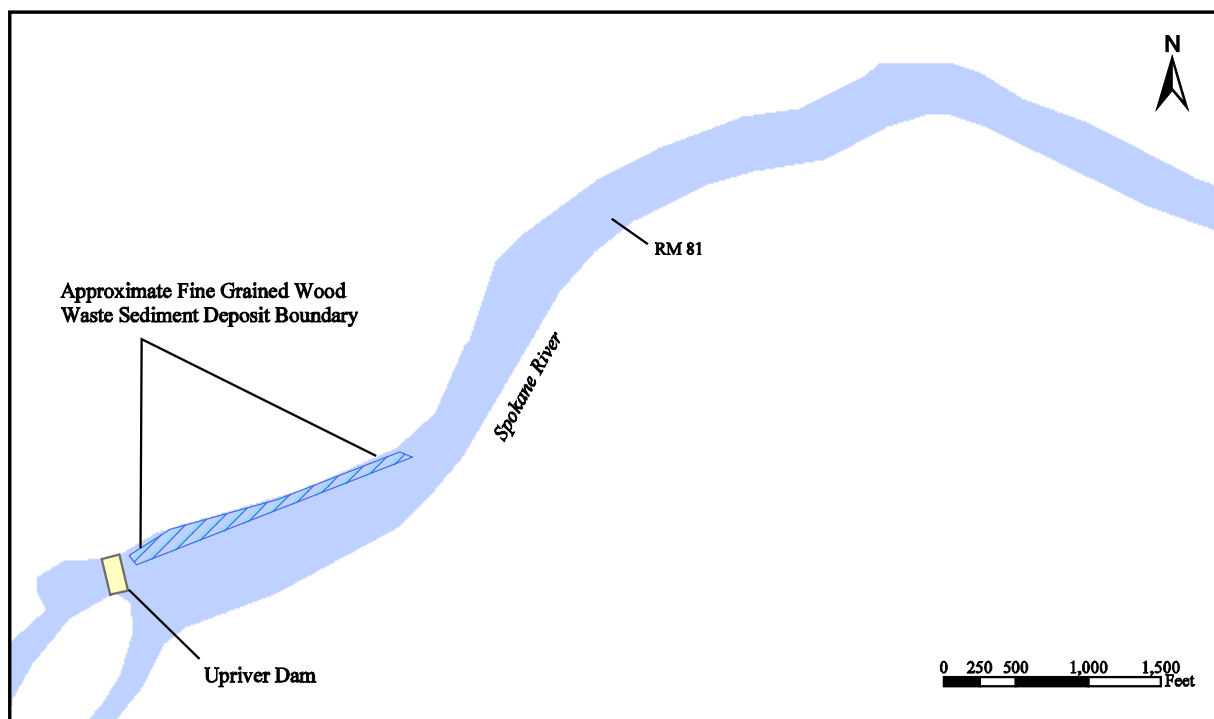 N
RM 81
Approximate Fine Grained Wood
Waste Sediment Deposit Boundary
Spokane River
Upriver Dam
0 250 500 1,000 1,500
Feet